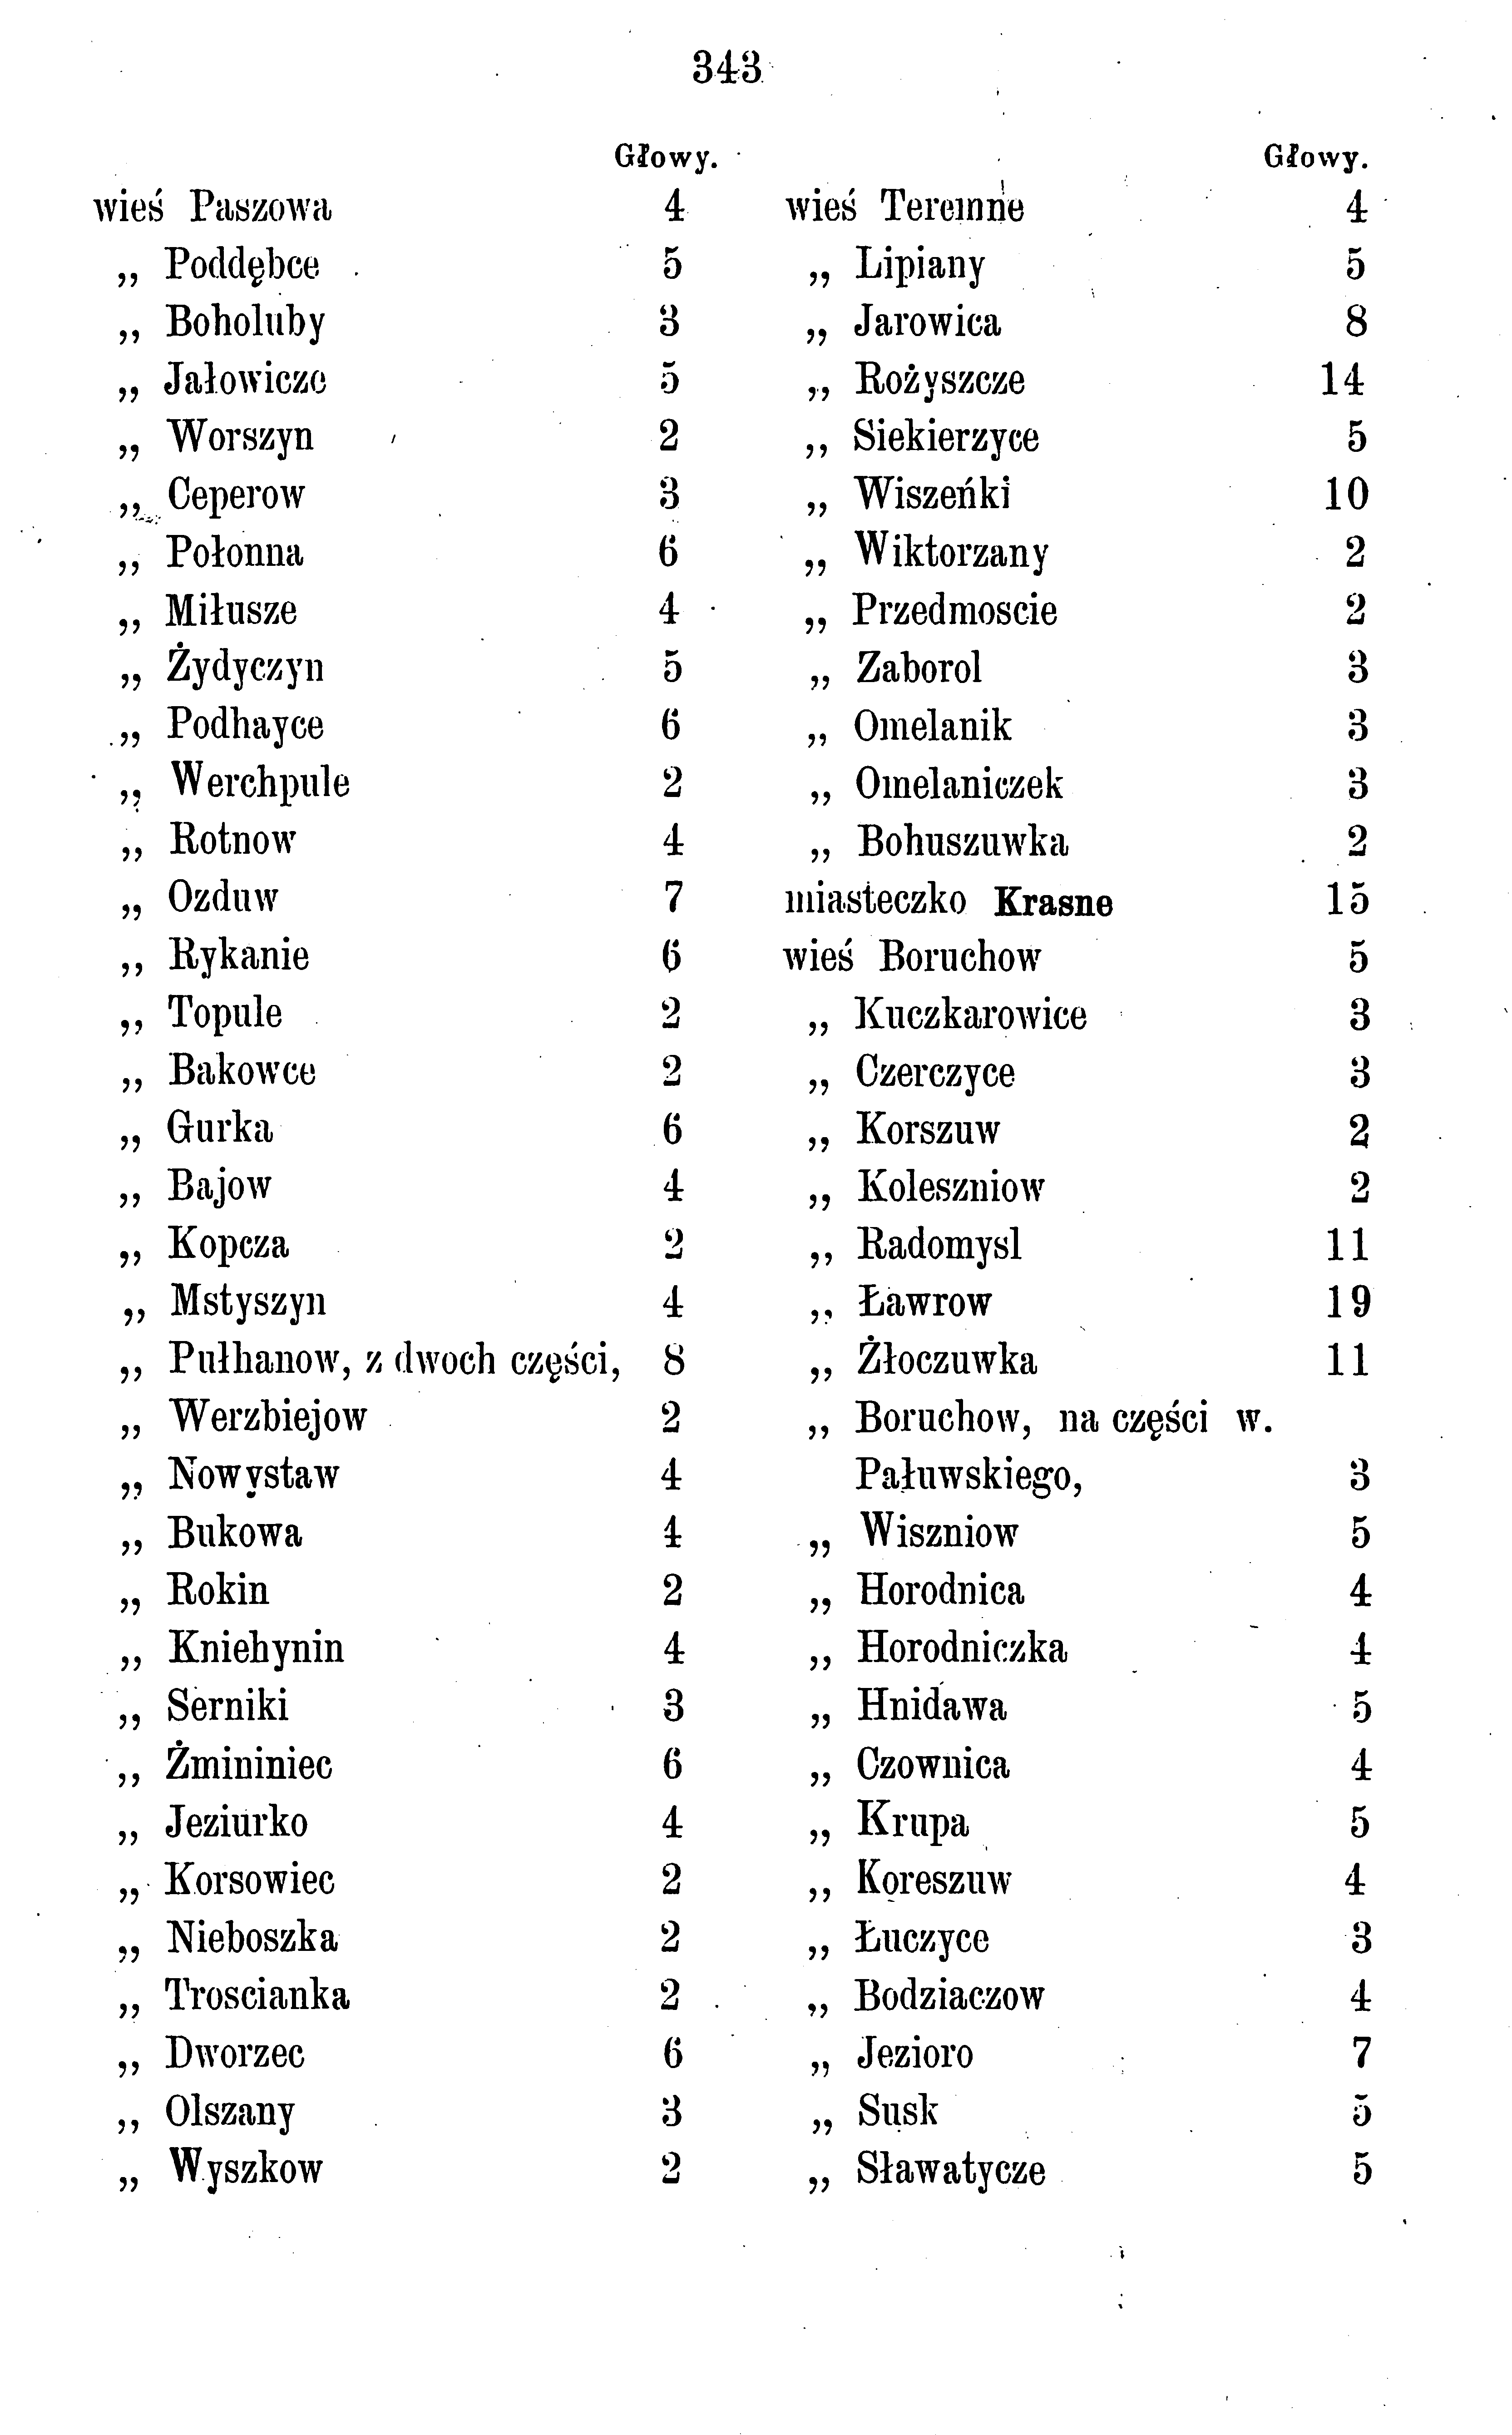 343
Głowy.
wieś Paszowa 4
„ Poddębce 5
„ Boholuby 3
„ Jałowicze 5
„ Worszyn 2
„ Ceperow 3
„ Połonna 6
„ Miłusze 4
„ Żydyczyn 5
„ Podhayce 6
„ Werchpule 2
„ Rotnow 4
„ Ozduw 7
„ Rykanie 6
„ Topule 2
„ Bakowce 2
„ Gurka 6
„ Bajow 4
„ Kopcza 2
„ Mstyszyn 4
„ Pułhanow, z dwoch części, 8
„ Werzbiejow 2
„ Nowystaw 4
„ Bukowa 4
„ Rokin 2
„ Kniehynin 4
„ Serniki 3
„ Żmininiec 6
„ Jeziurko 4
„ Korsowiec 2
„ Nieboszka 2
„ Troscianka 2
„ Dworzec 6
„ Olszany 3
„ Wyszkow 2
Głowy.
wieś Teremne 4
„ Lipiany 5
„ Jarowica 8
„ Rożyszcze 14
„ Siekierzyce 5
„ Wiszeńki 10
„ Wiktorzany 2
„ Przedmoscie 2
„ Zaborol 3
„ Omelanik 3
„ Omelaniczek 3
„ Bohuszuwka 2
miasteczko Krasne 15
wieś Boruchow 5
„ Kuczkarowice 3
„ Czerczyce 3
„ Korszuw 2
„ Koleszniow 2
„ Radomysl 11
„ Ławrow 19
„ Żłoczuwka 11
„ Boruchow, na części w.
Pałuwskiego, 3
„ Wiszniow 5
„ Horodnica 4
„ Horodniczka 4
„ Hnidawa 5
„ Czownica 4
„ Krupa 5
„ Koreszuw 4
„ Łuczyce 3
„ Bodziaczow 4
„ Jezioro 7
„ Susk 5
„ Sławatycze 5